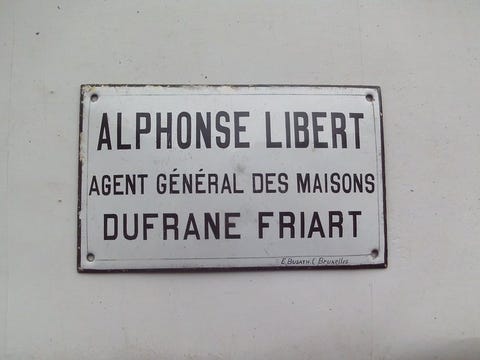 ALPHONSE LIBERT
AGENT GÉNÉRAL DES MAISONS
DUFRANE FRIART
Bruxelles